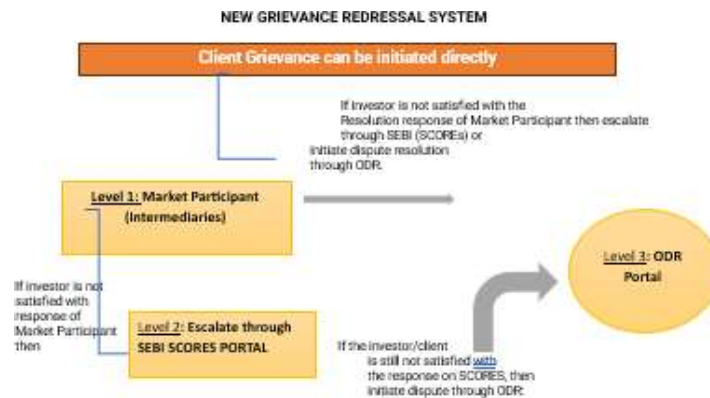 NEW GRIEVANCE REDRESSAL SYSTEM
Client Grievance can be initiated directly
If Investor is not satisfied with the
Resolution response of Market Participant then escalate
through SEBI (SCOREs) or
initiate dispute resolution
through ODR.
Level 1: Market Participant
(Intermediaries)
Level 3: ODR
Portal
If investor is not
satisfied with
response of
Market Participant
then
Level 2: Escalate through
SEBI SCORES PORTAL
If the investor/client
is still not satisfied with
the response on SCORES, then
initiate dispute through ODR.